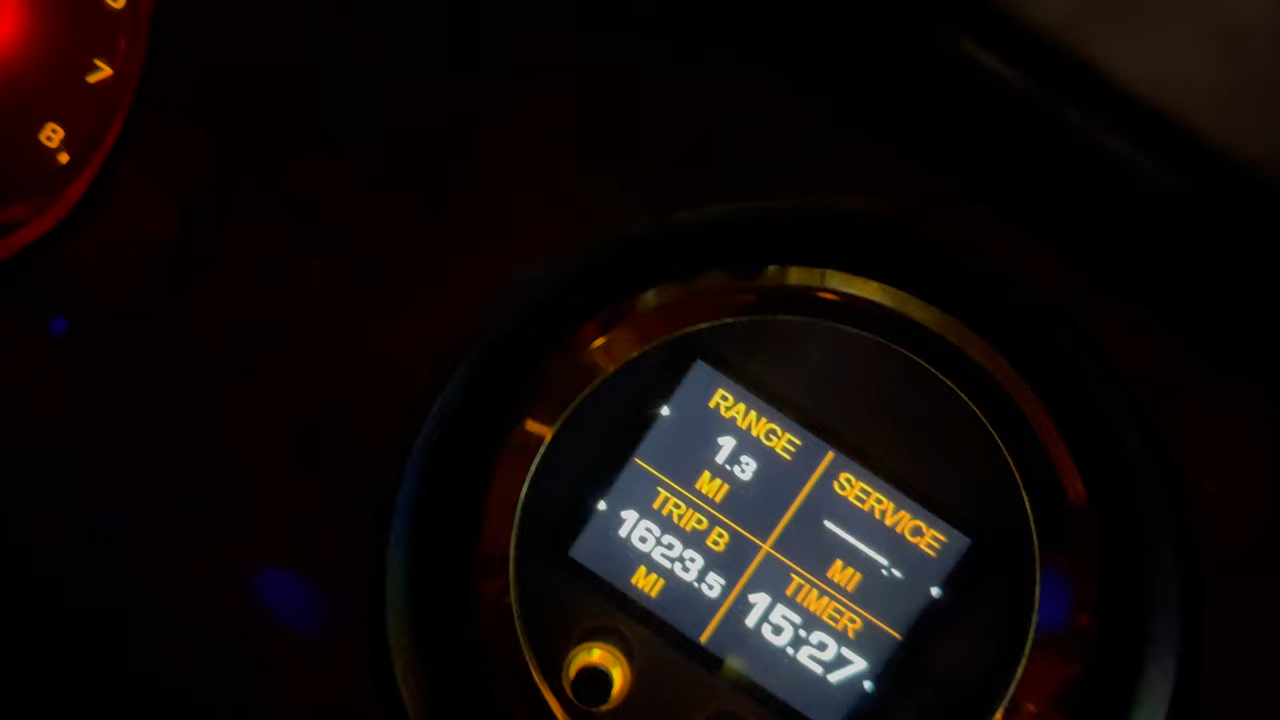 7
8
RANGE
1.3
MI
SERVICE
---.-
MI
TRIP B
1623.5
MI
TIMER
15:27